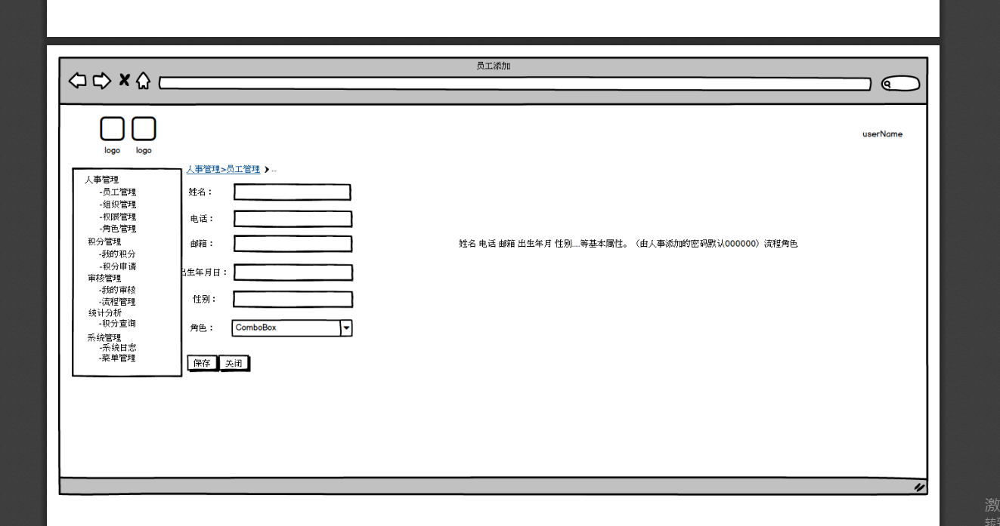 员工添加
userName
logo logo
人事管理>员工管理 ...
人事管理
-员工管理
-组织管理
-权限管理
-角色管理
积分管理
-我的积分
-积分申请
审核管理
-我的审核
-流程管理
统计分析
-积分查询
系统管理
-系统日志
-菜单管理
姓名：
电话：
邮箱：
出生年月日：
性别：
角色： ComboBox
保存 关闭
姓名 电话 邮箱 出生年月 性别....等基本属性。（由人事添加的密码默认000000）流程角色
激
转到